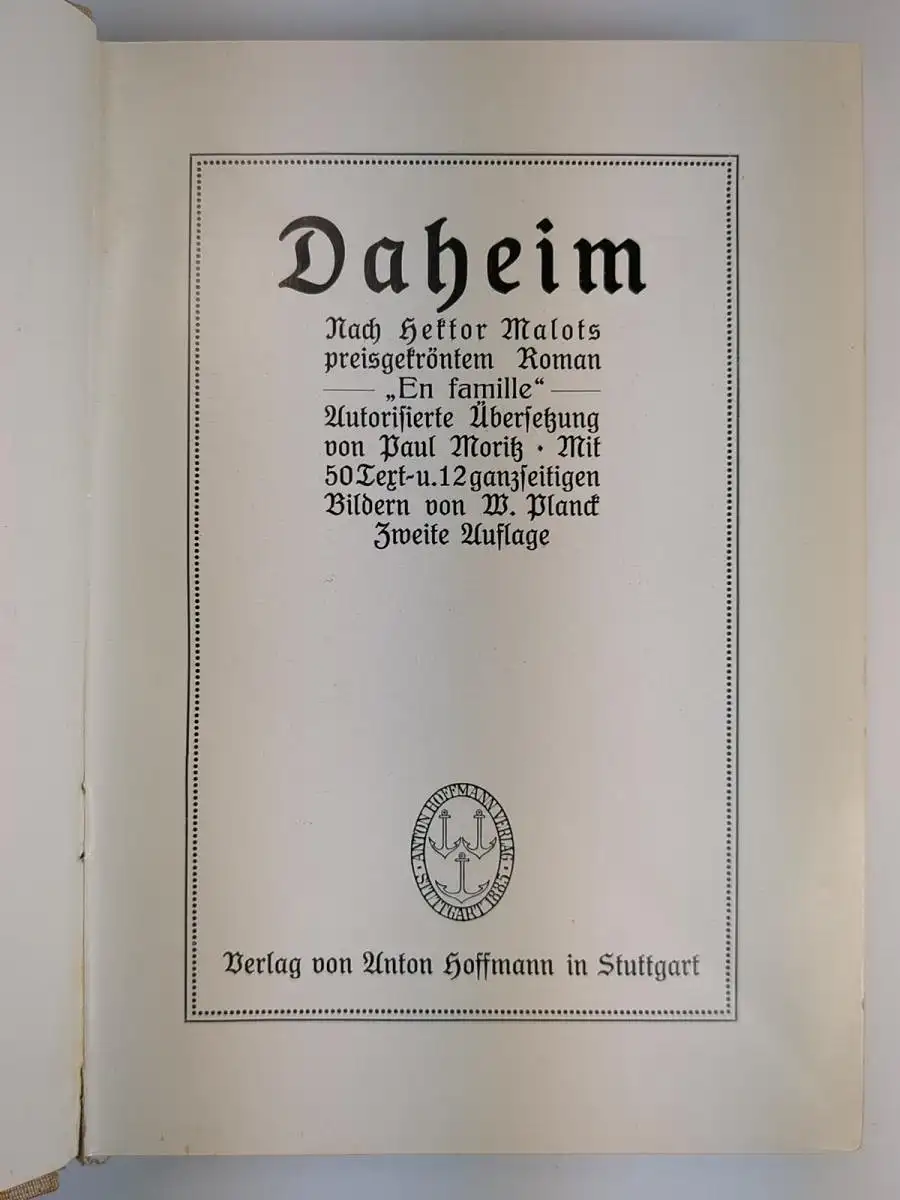 Daheim
Nach Hektor Malots
preisgekröntem Roman
„En famille“
Autorisierte Übersetzung
von Paul Moritz · Mit
50 Text- u. 12 ganzseitigen
Bildern von W. Planck
Zweite Auflage
· ANTON HOFFMANN VERLAG ·
STUTTGART 1885
Verlag von Anton Hoffmann in Stuttgart